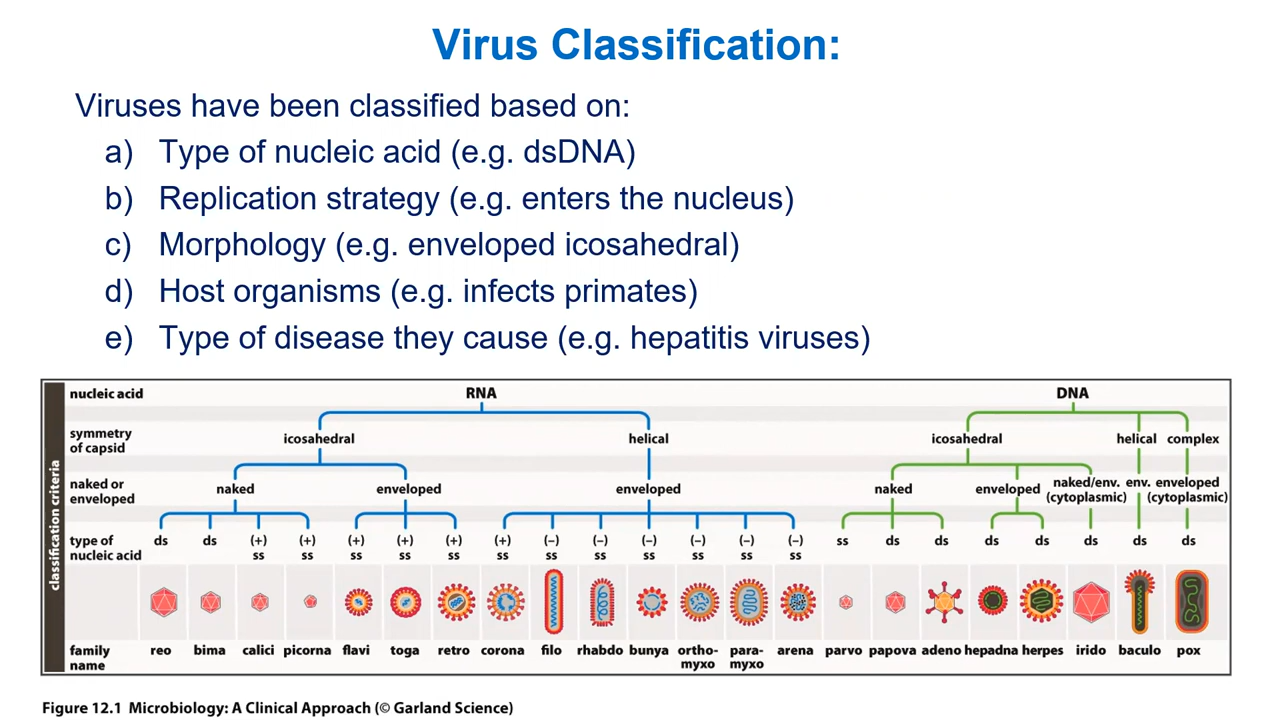 Virus Classification:
Viruses have been classified based on:
a) Type of nucleic acid (e.g. dsDNA)
b) Replication strategy (e.g. enters the nucleus)
c) Morphology (e.g. enveloped icosahedral)
d) Host organisms (e.g. infects primates)
e) Type of disease they cause (e.g. hepatitis viruses)
classification criteria
nucleic acid RNA DNA
symmetry of capsid icosahedral helical icosahedral helical complex
naked or enveloped naked enveloped enveloped naked enveloped naked/env. (cytoplasmic) env. enveloped (cytoplasmic)
type of nucleic acid ds ds (+) ss (+) ss (+) ss (+) ss (+) ss (+) ss (–) ss (–) ss (–) ss (–) ss (–) ss (–) ss ss ds ds ds ds ds ds ds
family name reo bima calici picorna flavi toga retro corona filo rhabdo bunya ortho-myxo para-myxo arena parvo papova adeno hepadna herpes irido baculo pox
Figure 12.1 Microbiology: A Clinical Approach (© Garland Science)